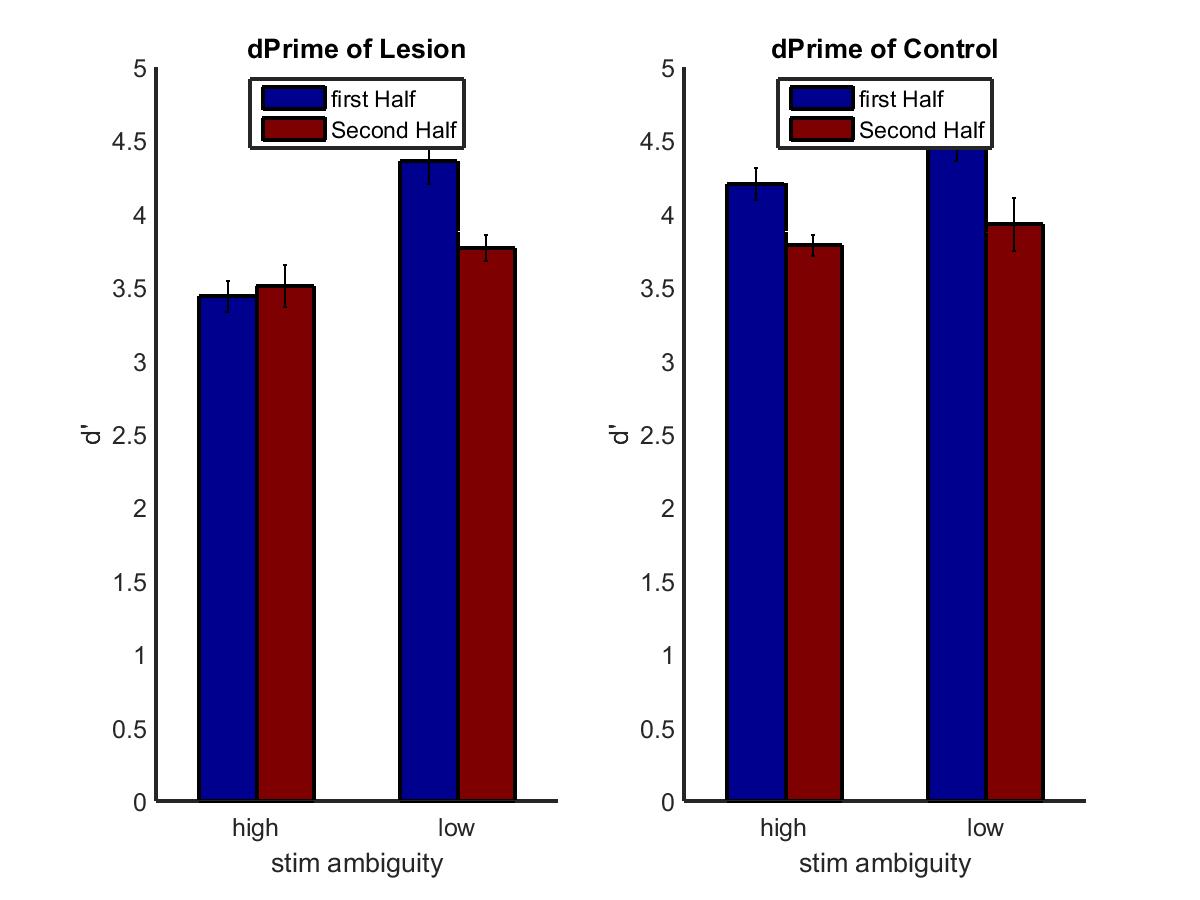 dPrime of Lesion
first Half
Second Half
5
4.5
4
3.5
3
2.5
2
1.5
1
0.5
0
d'
high low
stim ambiguity
dPrime of Control
first Half
Second Half
5
4.5
4
3.5
3
2.5
2
1.5
1
0.5
0
d'
high low
stim ambiguity